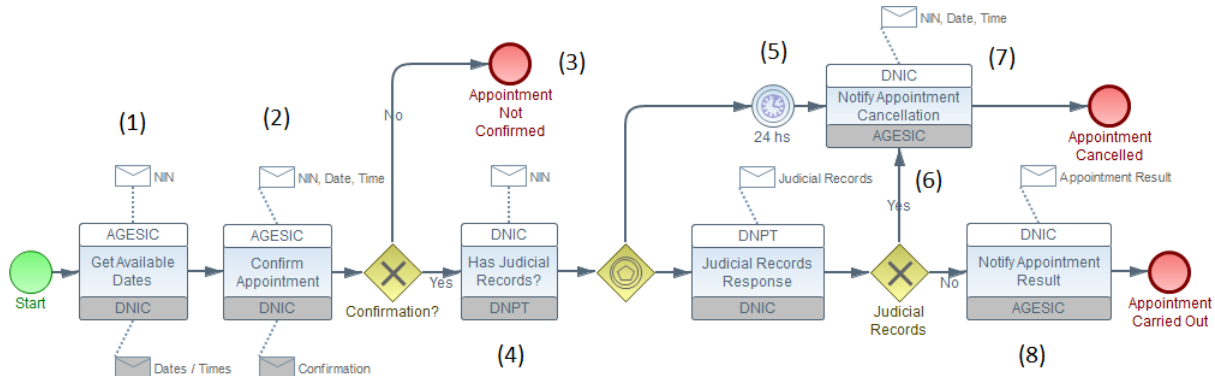 NIN, Date, Time
(5)
(7)
(3)
DNIC
Notify Appointment
Cancellation
AGESIC
24 hs
No
Appointment
Not
Confirmed
(1)
(2)
Appointment
Cancelled
NIN
NIN, Date, Time
NIN
Judicial Records
(6)
Appointment Result
Yes
AGESIC
Get Available
Dates
DNIC
AGESIC
Confirm
Appointment
DNIC
DNIC
Has Judicial
Records?
DNPT
DNPT
Judicial Records
Response
DNIC
DNIC
Notify Appointment
Result
AGESIC
Start
Yes
No
Confirmation?
Judicial
Records
Appointment
Carried Out
(4)
(8)
Dates / Times
Confirmation